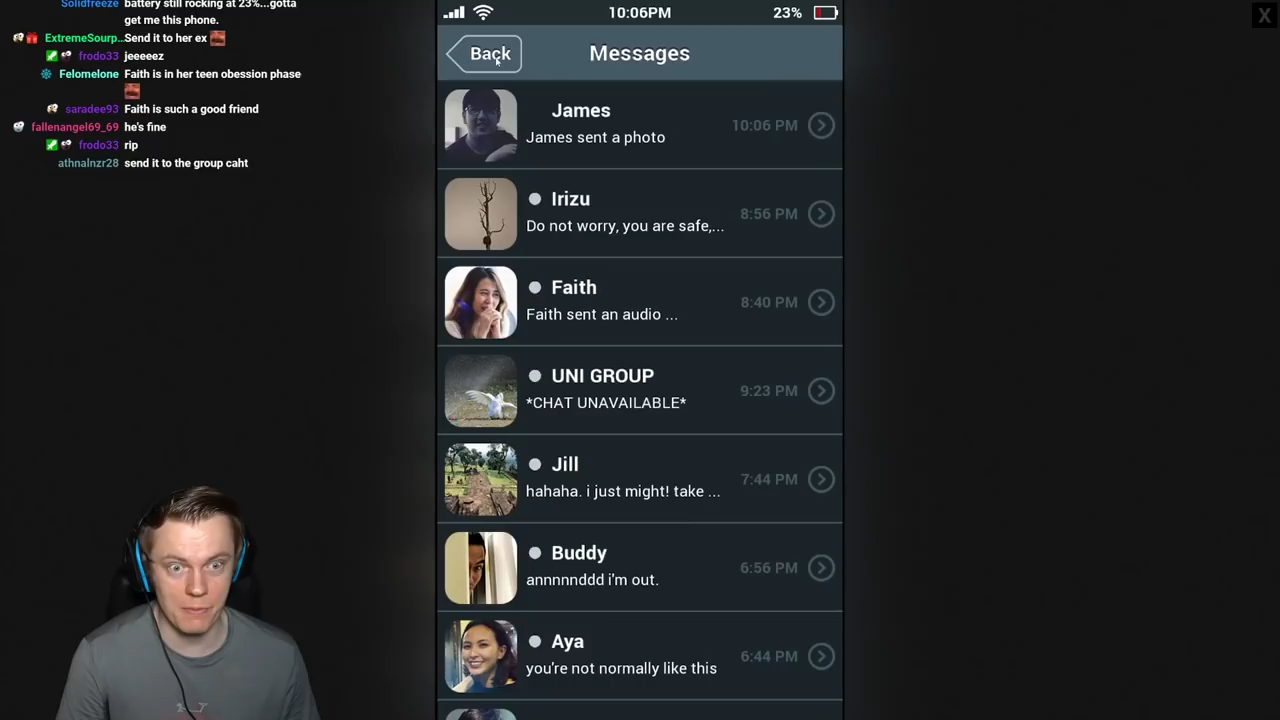 Solidfreeze battery still rocking at 23%...gotta
get me this phone.
ExtremeSourp... Send it to her ex
frodo33 jeeeeez
Felomelone Faith is in her teen obession phase
saradee93 Faith is such a good friend
fallenangel69_69 he's fine
frodo33 rip
athnalnzr28 send it to the group caht
10:06PM 23%
Back Messages
X
James
James sent a photo 10:06 PM
Irizu
Do not worry, you are safe,... 8:56 PM
Faith
Faith sent an audio ... 8:40 PM
UNI GROUP
*CHAT UNAVAILABLE* 9:23 PM
Jill
hahaha. i just might! take ... 7:44 PM
Buddy
annnnnddd i'm out. 6:56 PM
Aya
you're not normally like this 6:44 PM